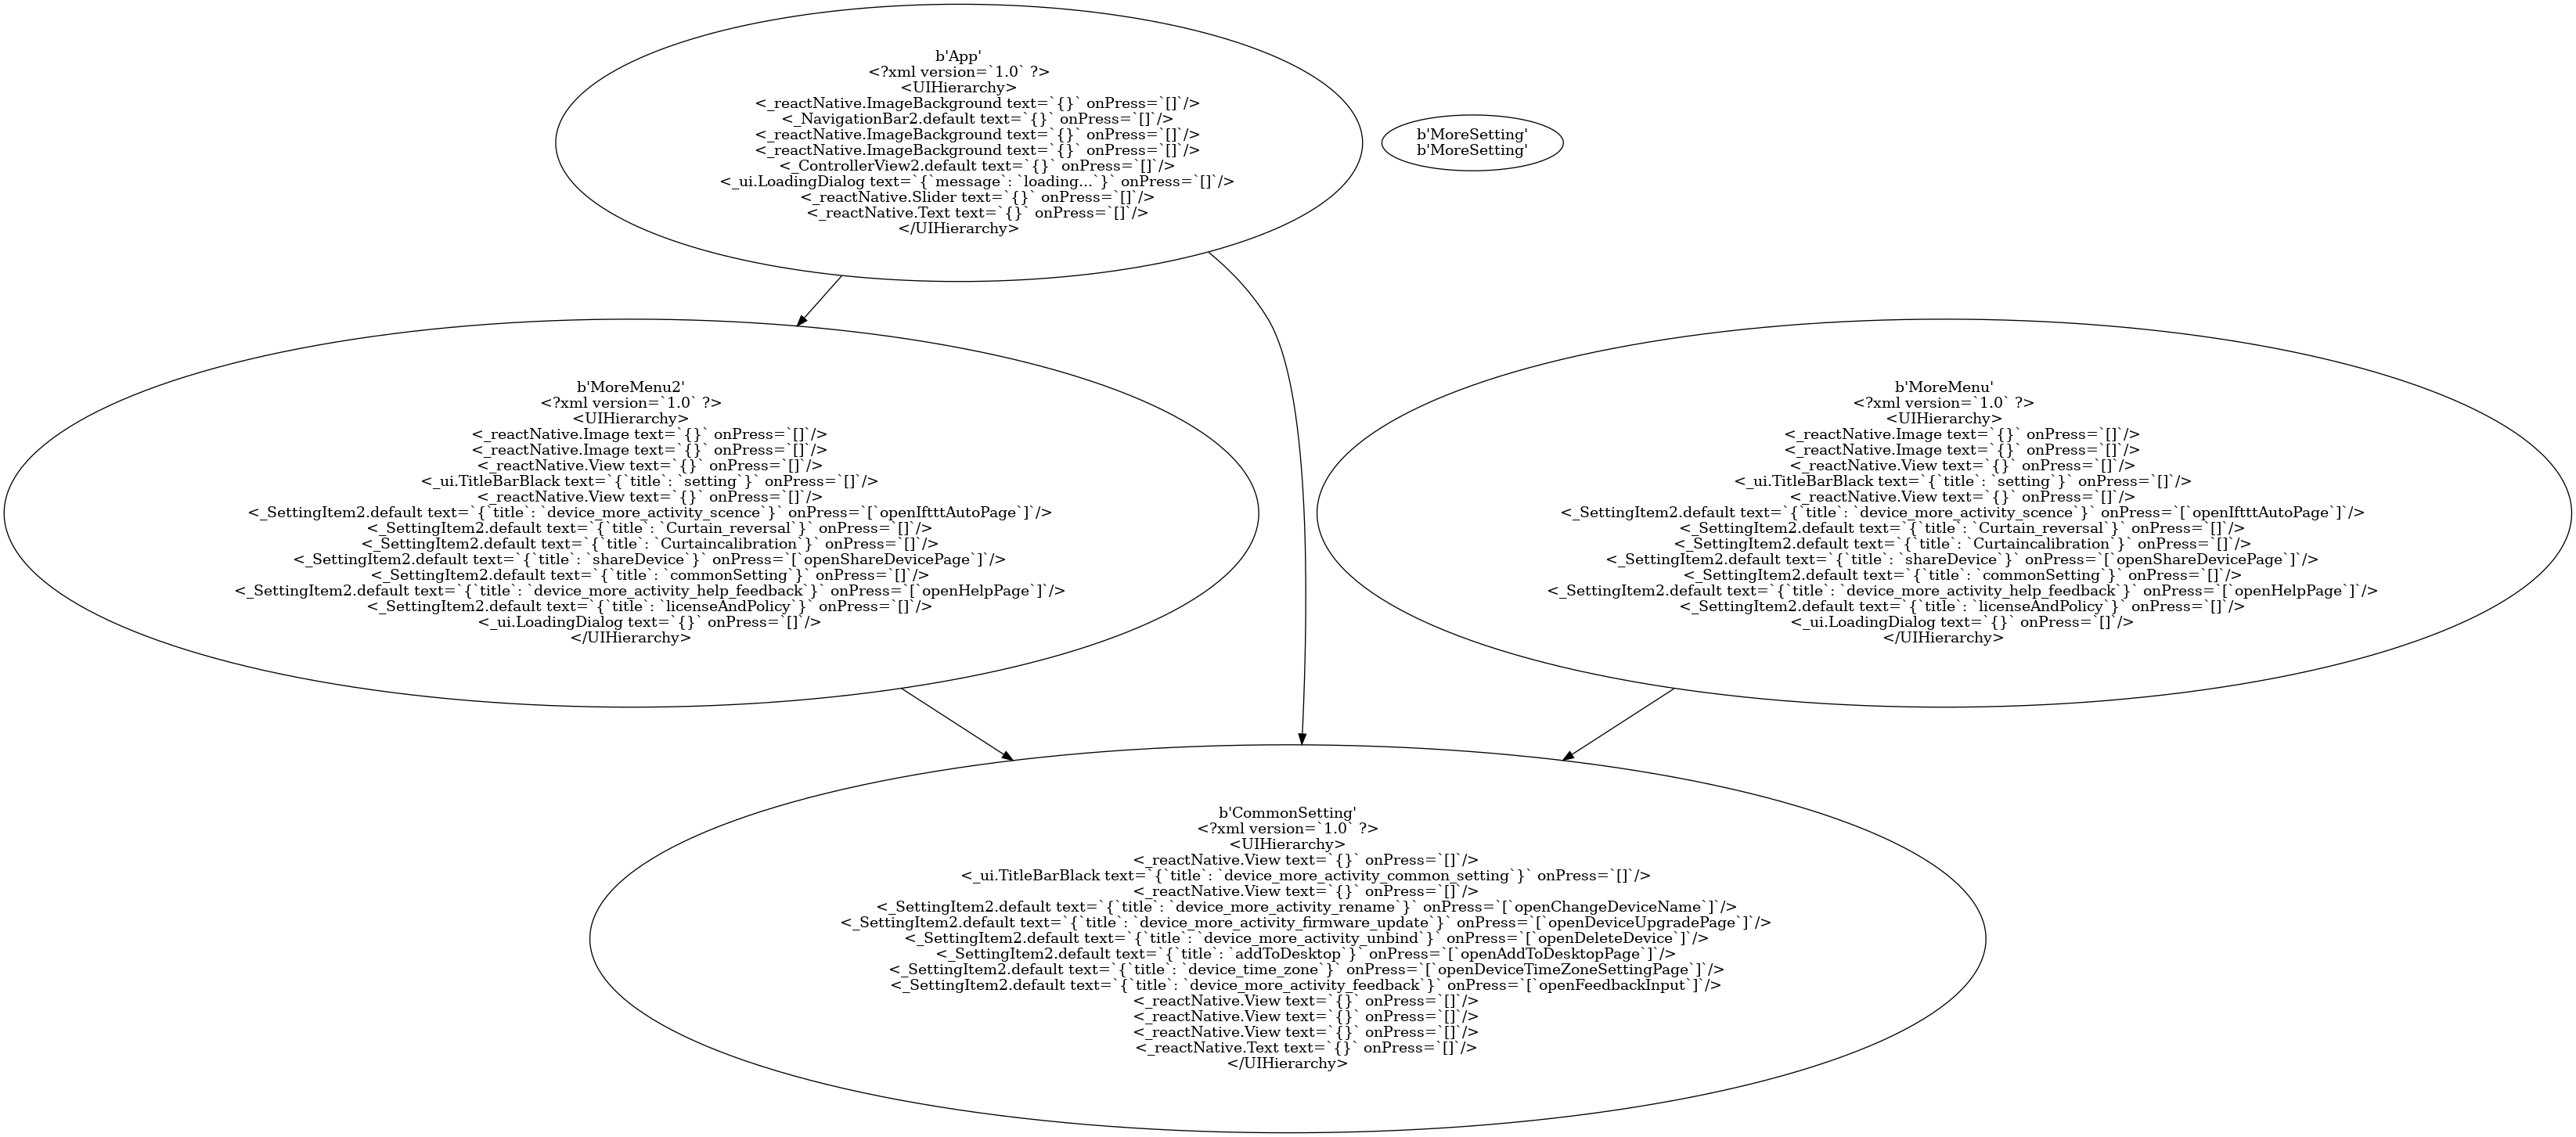 b'App'
<?xml version=`1.0` ?>
<UIHierarchy>
<_reactNative.ImageBackground text=`{}` onPress=`[]`/>
<_NavigationBar2.default text=`{}` onPress=`[]`/>
<_reactNative.ImageBackground text=`{}` onPress=`[]`/>
<_reactNative.ImageBackground text=`{}` onPress=`[]`/>
<_ControllerView2.default text=`{}` onPress=`[]`/>
<_ui.LoadingDialog text=`{`message`: `loading...`}` onPress=`[]`/>
<_reactNative.Slider text=`{}` onPress=`[]`/>
<_reactNative.Text text=`{}` onPress=`[]`/>
</UIHierarchy>
b'MoreSetting'
b'MoreSetting'
b'MoreMenu2'
<?xml version=`1.0` ?>
<UIHierarchy>
<_reactNative.Image text=`{}` onPress=`[]`/>
<_reactNative.Image text=`{}` onPress=`[]`/>
<_reactNative.View text=`{}` onPress=`[]`/>
<_ui.TitleBarBlack text=`{`title`: `setting`}` onPress=`[]`/>
<_reactNative.View text=`{}` onPress=`[]`/>
<_SettingItem2.default text=`{`title`: `device_more_activity_scence`}` onPress=`[`openIftttAutoPage`]`/>
<_SettingItem2.default text=`{`title`: `Curtain_reversal`}` onPress=`[]`/>
<_SettingItem2.default text=`{`title`: `Curtaincalibration`}` onPress=`[]`/>
<_SettingItem2.default text=`{`title`: `shareDevice`}` onPress=`[`openShareDevicePage`]`/>
<_SettingItem2.default text=`{`title`: `commonSetting`}` onPress=`[]`/>
<_SettingItem2.default text=`{`title`: `device_more_activity_help_feedback`}` onPress=`[`openHelpPage`]`/>
<_SettingItem2.default text=`{`title`: `licenseAndPolicy`}` onPress=`[]`/>
<_ui.LoadingDialog text=`{}` onPress=`[]`/>
</UIHierarchy>
b'MoreMenu'
<?xml version=`1.0` ?>
<UIHierarchy>
<_reactNative.Image text=`{}` onPress=`[]`/>
<_reactNative.Image text=`{}` onPress=`[]`/>
<_reactNative.View text=`{}` onPress=`[]`/>
<_ui.TitleBarBlack text=`{`title`: `setting`}` onPress=`[]`/>
<_reactNative.View text=`{}` onPress=`[]`/>
<_SettingItem2.default text=`{`title`: `device_more_activity_scence`}` onPress=`[`openIftttAutoPage`]`/>
<_SettingItem2.default text=`{`title`: `Curtain_reversal`}` onPress=`[]`/>
<_SettingItem2.default text=`{`title`: `Curtaincalibration`}` onPress=`[]`/>
<_SettingItem2.default text=`{`title`: `shareDevice`}` onPress=`[`openShareDevicePage`]`/>
<_SettingItem2.default text=`{`title`: `commonSetting`}` onPress=`[]`/>
<_SettingItem2.default text=`{`title`: `device_more_activity_help_feedback`}` onPress=`[`openHelpPage`]`/>
<_SettingItem2.default text=`{`title`: `licenseAndPolicy`}` onPress=`[]`/>
<_ui.LoadingDialog text=`{}` onPress=`[]`/>
</UIHierarchy>
b'CommonSetting'
<?xml version=`1.0` ?>
<UIHierarchy>
<_reactNative.View text=`{}` onPress=`[]`/>
<_ui.TitleBarBlack text=`{`title`: `device_more_activity_common_setting`}` onPress=`[]`/>
<_reactNative.View text=`{}` onPress=`[]`/>
<_SettingItem2.default text=`{`title`: `device_more_activity_rename`}` onPress=`[`openChangeDeviceName`]`/>
<_SettingItem2.default text=`{`title`: `device_more_activity_firmware_update`}` onPress=`[`openDeviceUpgradePage`]`/>
<_SettingItem2.default text=`{`title`: `device_more_activity_unbind`}` onPress=`[`openDeleteDevice`]`/>
<_SettingItem2.default text=`{`title`: `addToDesktop`}` onPress=`[`openAddToDesktopPage`]`/>
<_SettingItem2.default text=`{`title`: `device_time_zone`}` onPress=`[`openDeviceTimeZoneSettingPage`]`/>
<_SettingItem2.default text=`{`title`: `device_more_activity_feedback`}` onPress=`[`openFeedbackInput`]`/>
<_reactNative.View text=`{}` onPress=`[]`/>
<_reactNative.View text=`{}` onPress=`[]`/>
<_reactNative.View text=`{}` onPress=`[]`/>
<_reactNative.Text text=`{}` onPress=`[]`/>
</UIHierarchy>